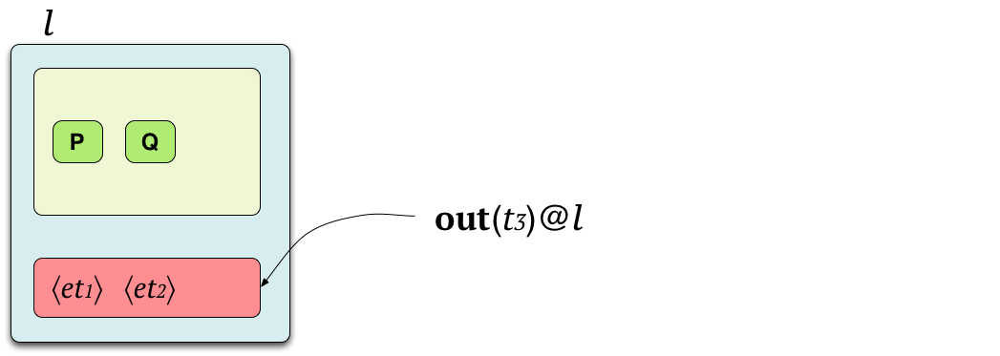 l
P Q
out(t3)@l
⟨et1⟩ ⟨et2⟩